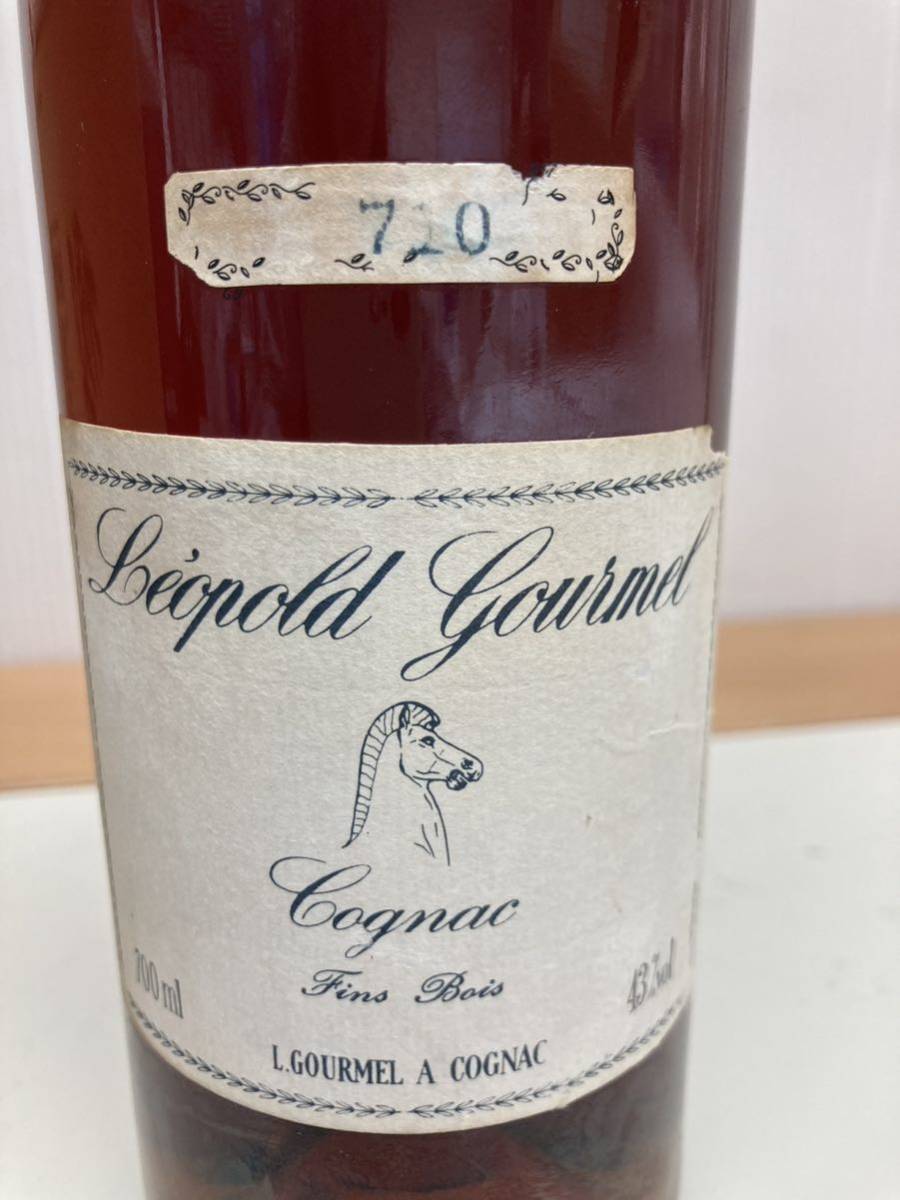 720
Léopold Gourmel
Cognac
Fins Bois
700 ml
43%vol
L.GOURMEL A COGNAC